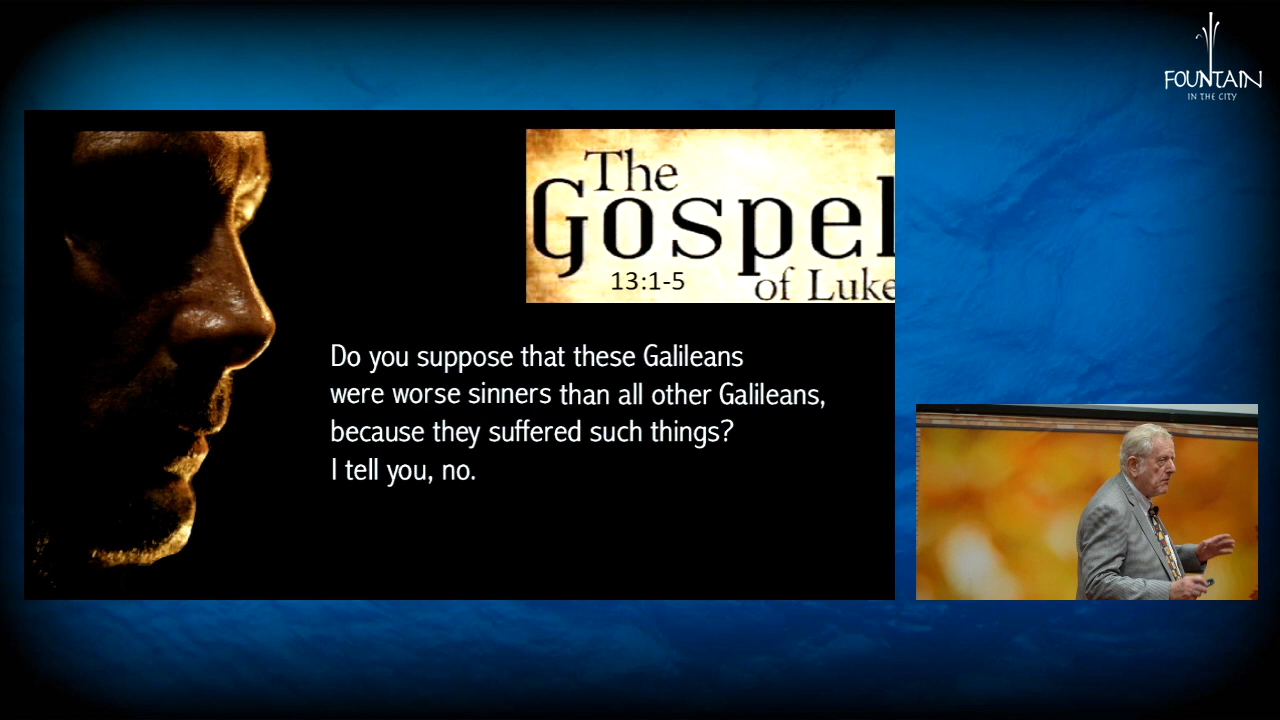 FOUNTAIN
IN THE CITY
The
Gospel
13:1-5
of Luke
Do you suppose that these Galileans
were worse sinners than all other Galileans,
because they suffered such things?
I tell you, no.